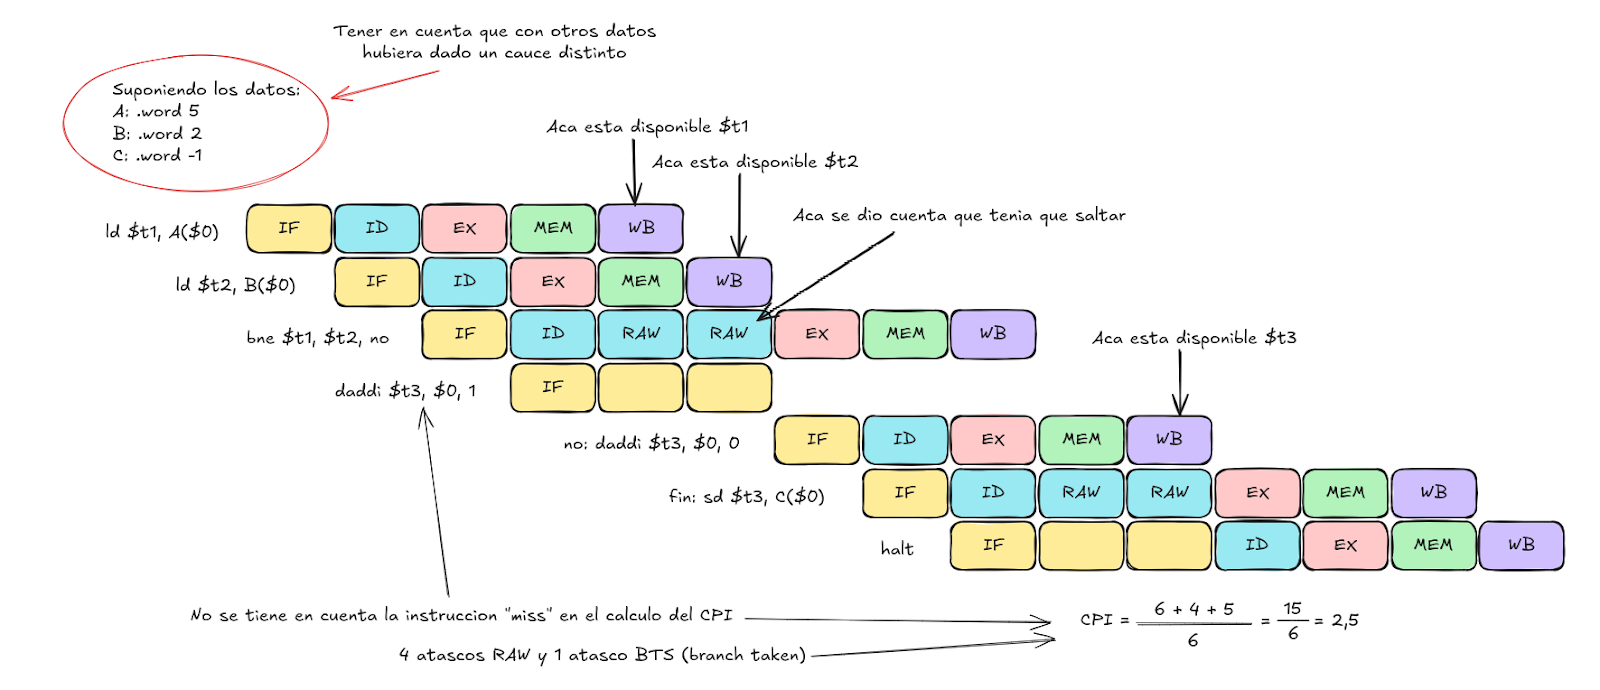 Tener en cuenta que con otros datos
hubiera dado un cauce distinto
Suponiendo los datos:
A: .word 5
B: .word 2
C: .word -1
Aca esta disponible $t1
Aca esta disponible $t2
Aca se dio cuenta que tenia que saltar
ld $t1, A($0) IF ID EX MEM WB
ld $t2, B($0) IF ID EX MEM WB
bne $t1, $t2, no IF ID RAW RAW EX MEM WB
Aca esta disponible $t3
daddi $t3, $0, 1 IF
no: daddi $t3, $0, 0 IF ID EX MEM WB
fin: sd $t3, C($0) IF ID RAW RAW EX MEM WB
halt IF ID EX MEM WB
No se tiene en cuenta la instruccion "miss" en el calculo del CPI
4 atascos RAW y 1 atasco BTS (branch taken)
CPI = 6 + 4 + 5 / 6 = 15 / 6 = 2,5